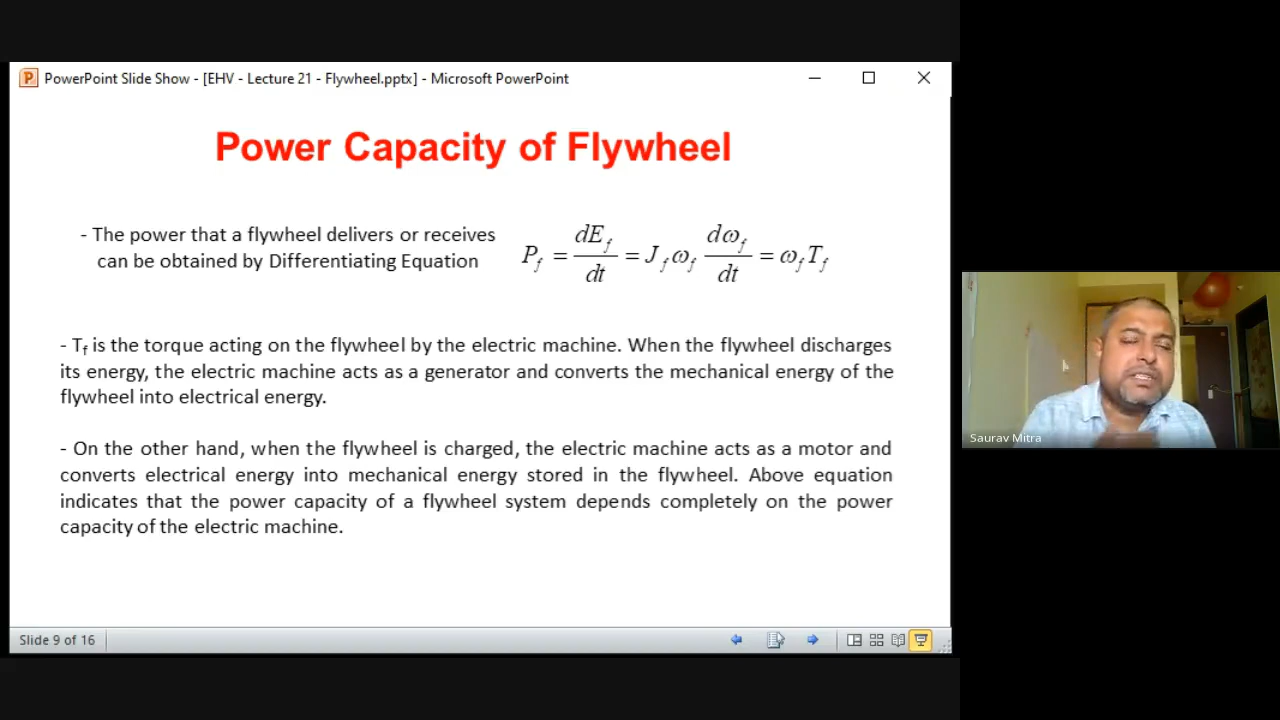 PowerPoint Slide Show - [EHV - Lecture 21 - Flywheel.pptx] - Microsoft PowerPoint
Power Capacity of Flywheel
- The power that a flywheel delivers or receives
can be obtained by Differentiating Equation
P_f = dE_f/dt = J_f ω_f dω_f/dt = ω_f T_f
- T_f is the torque acting on the flywheel by the electric machine. When the flywheel discharges
its energy, the electric machine acts as a generator and converts the mechanical energy of the
flywheel into electrical energy.
- On the other hand, when the flywheel is charged, the electric machine acts as a motor and
converts electrical energy into mechanical energy stored in the flywheel. Above equation
indicates that the power capacity of a flywheel system depends completely on the power
capacity of the electric machine.
Saurav Mitra
Slide 9 of 16